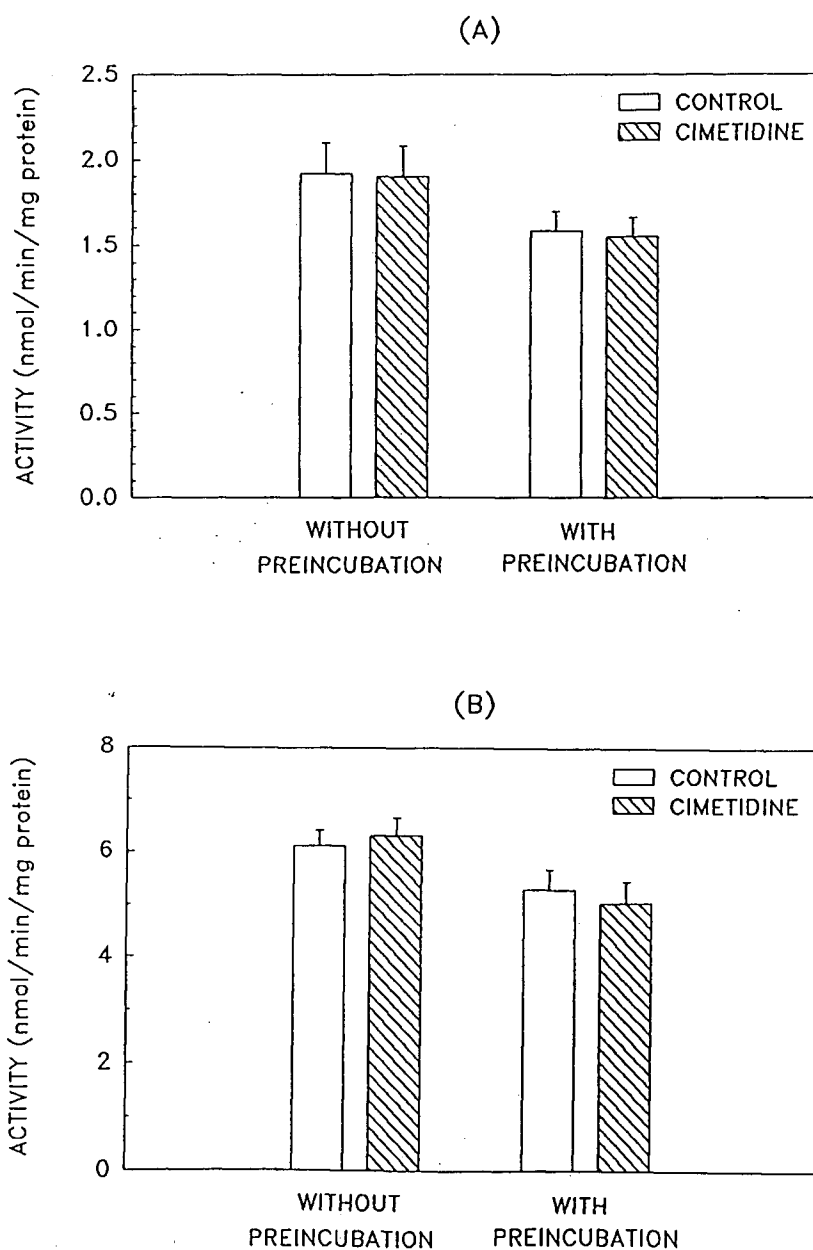 (A)
ACTIVITY (nmol/min/mg protein)
2.5
2.0
1.5
1.0
0.5
0.0
CONTROL
CIMETIDINE
WITHOUT
PREINCUBATION
WITH
PREINCUBATION
(B)
ACTIVITY (nmol/min/mg protein)
8
6
4
2
0
CONTROL
CIMETIDINE
WITHOUT
PREINCUBATION
WITH
PREINCUBATION